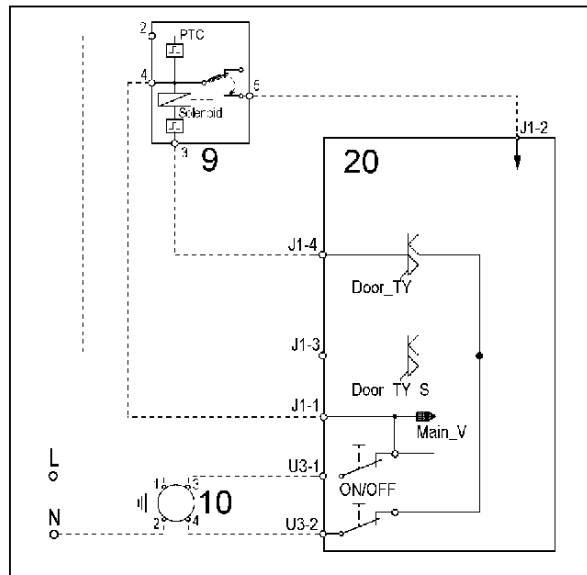 2
PTC
4
5
Solenoid
3
9
J1-2
20
J1-4
Door_TY
J1-3
Door_TY_S
J1-1
Main_V
L
U3-1
1
3
10
ON/OFF
N
2
4
U3-2